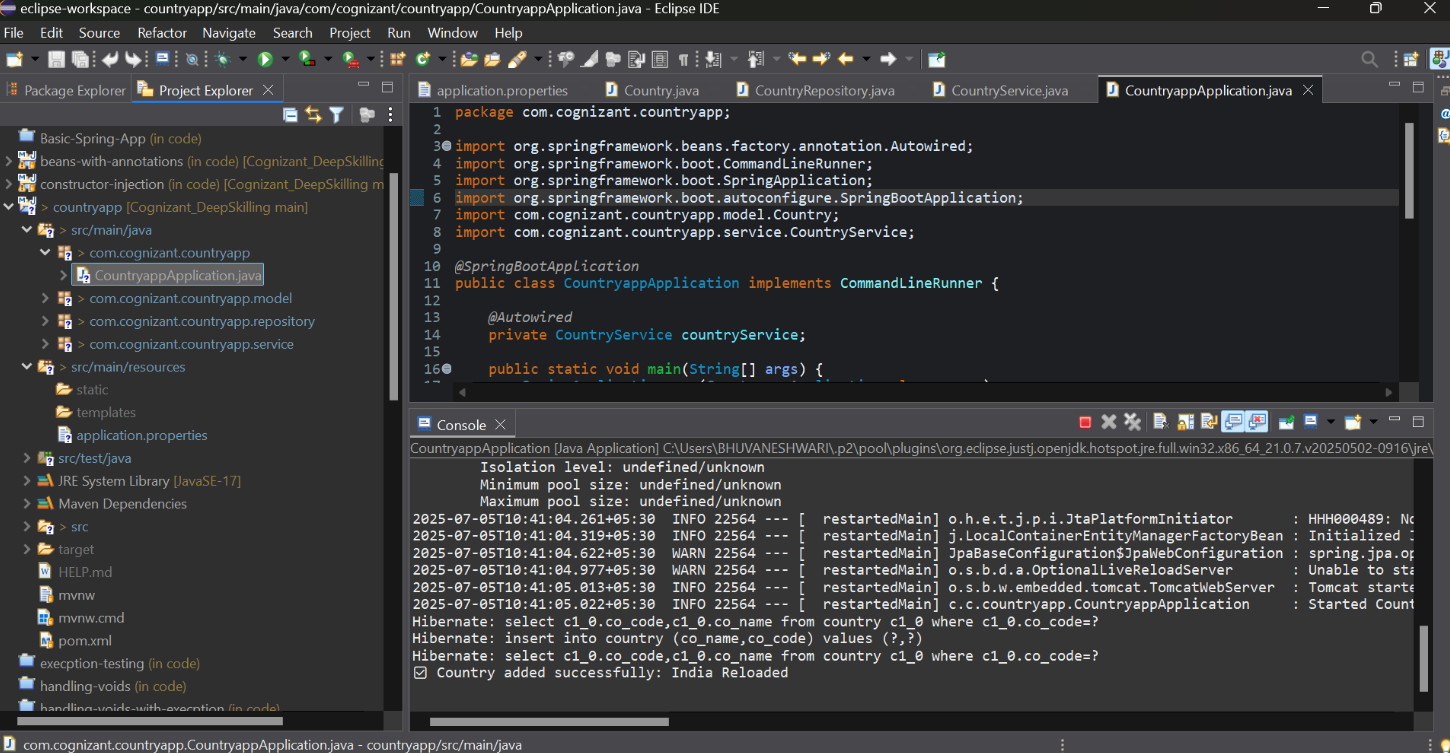 eclipse-workspace - countryapp/src/main/java/com/cognizant/countryapp/CountryappApplication.java - Eclipse IDE
File Edit Source Refactor Navigate Search Project Run Window Help
Package Explorer Project Explorer
Basic-Spring-App (in code)
beans-with-annotations (in code) [Cognizant_DeepSkilling
constructor-injection (in code) [Cognizant_DeepSkilling m
> countryapp [Cognizant_DeepSkilling main]
> src/main/java
> com.cognizant.countryapp
CountryappApplication.java
> com.cognizant.countryapp.model
> com.cognizant.countryapp.repository
> com.cognizant.countryapp.service
> src/main/resources
static
templates
application.properties
src/test/java
JRE System Library [JavaSE-17]
Maven Dependencies
> src
target
HELP.md
mvnw
mvnw.cmd
pom.xml
execption-testing (in code)
handling-voids (in code)
handling-voids-with-execption (in code)
application.properties Country.java CountryRepository.java CountryService.java CountryappApplication.java
1 package com.cognizant.countryapp;
2
3 import org.springframework.beans.factory.annotation.Autowired;
4 import org.springframework.boot.CommandLineRunner;
5 import org.springframework.boot.SpringApplication;
6 import org.springframework.boot.autoconfigure.SpringBootApplication;
7 import com.cognizant.countryapp.model.Country;
8 import com.cognizant.countryapp.service.CountryService;
9
10 @SpringBootApplication
11 public class CountryappApplication implements CommandLineRunner {
12
13 @Autowired
14 private CountryService countryService;
15
16 public static void main(String[] args) {
Console
CountryappApplication [Java Application] C:\Users\BHUVANESHWARI\.p2\pool\plugins\org.eclipse.justj.openjdk.hotspot.jre.full.win32.x86_64_21.0.7.v20250502-0916\jre\
Isolation level: undefined/unknown
Minimum pool size: undefined/unknown
Maximum pool size: undefined/unknown
2025-07-05T10:41:04.261+05:30 INFO 22564 --- [ restartedMain] o.h.e.t.j.p.i.JtaPlatformInitiator : HHH000489: No
2025-07-05T10:41:04.319+05:30 INFO 22564 --- [ restartedMain] j.LocalContainerEntityManagerFactoryBean : Initialized J
2025-07-05T10:41:04.622+05:30 WARN 22564 --- [ restartedMain] JpaBaseConfiguration$JpaWebConfiguration : spring.jpa.op
2025-07-05T10:41:04.977+05:30 WARN 22564 --- [ restartedMain] o.s.b.d.a.OptionalLiveReloadServer : Unable to sta
2025-07-05T10:41:05.013+05:30 INFO 22564 --- [ restartedMain] o.s.b.w.embedded.tomcat.TomcatWebServer : Tomcat starte
2025-07-05T10:41:05.022+05:30 INFO 22564 --- [ restartedMain] c.c.countryapp.CountryappApplication : Started Count
Hibernate: select c1_0.co_code,c1_0.co_name from country c1_0 where c1_0.co_code=?
Hibernate: insert into country (co_name,co_code) values (?,?)
Hibernate: select c1_0.co_code,c1_0.co_name from country c1_0 where c1_0.co_code=?
☑ Country added successfully: India Reloaded
com.cognizant.countryapp.CountryappApplication.java - countryapp/src/main/java